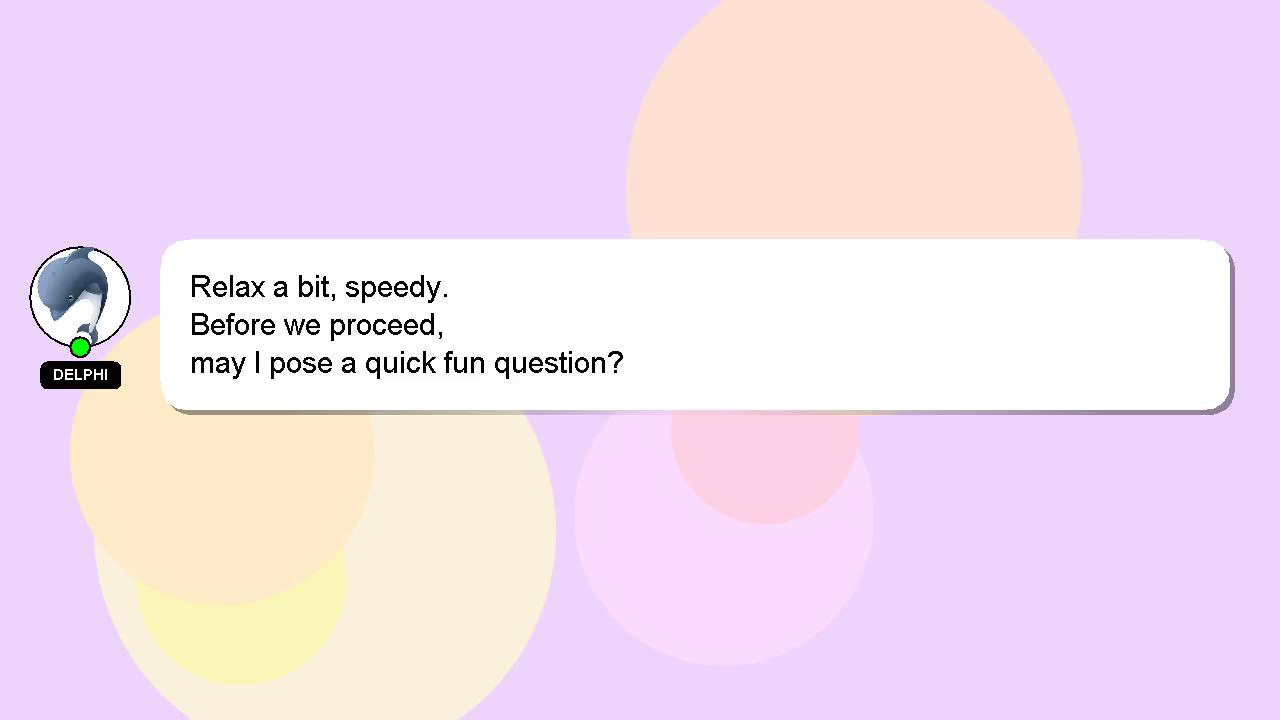 Relax a bit, speedy.
Before we proceed,
may I pose a quick fun question?
DELPHI